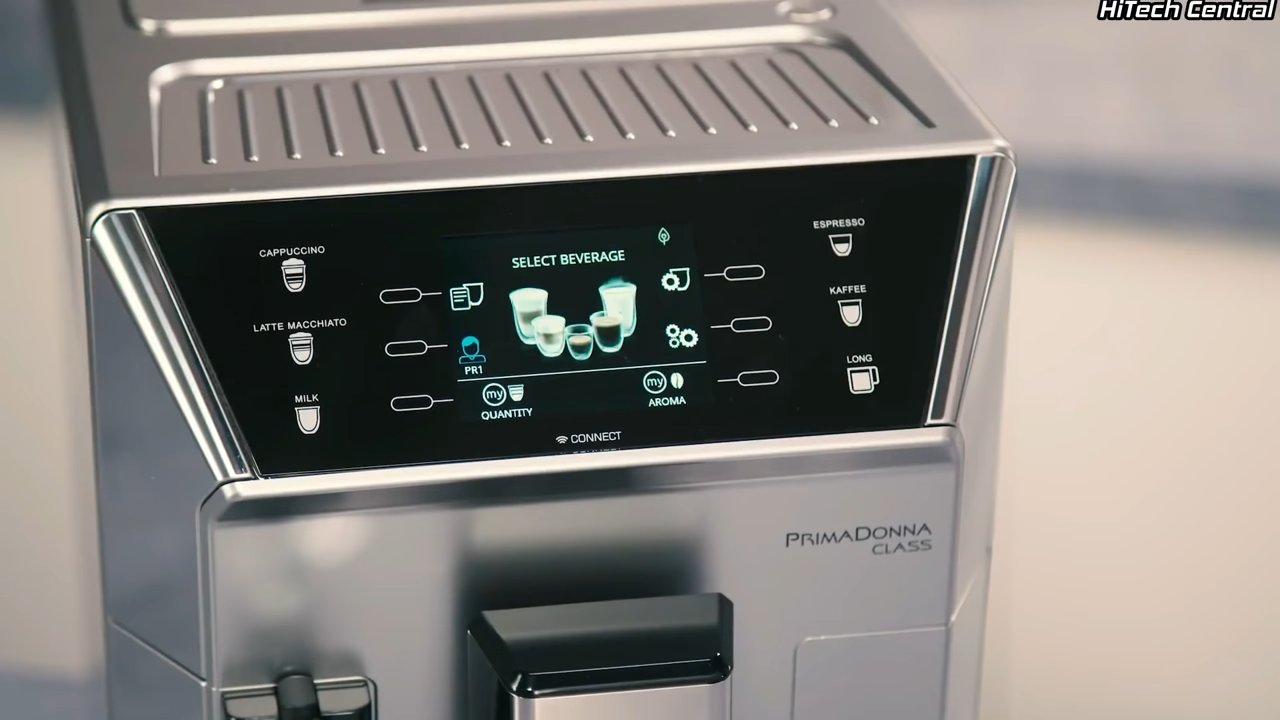 HiTech Central
CAPPUCCINO
LATTE MACCHIATO
MILK
SELECT BEVERAGE
PR1
my
QUANTITY
my
AROMA
CONNECT
ESPRESSO
KAFFEE
LONG
PRIMADONNA
CLASS